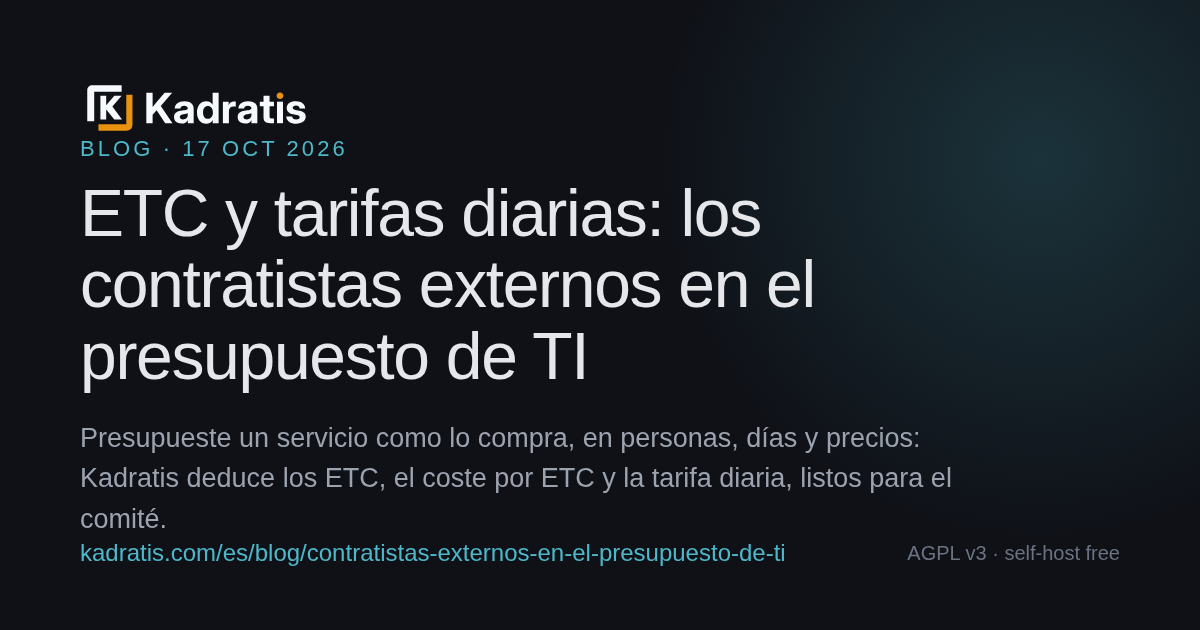 Kadratis
BLOG · 17 OCT 2026
ETC y tarifas diarias: los
contratistas externos en el
presupuesto de TI
Presupueste un servicio como lo compra, en personas, días y precios:
Kadratis deduce los ETC, el coste por ETC y la tarifa diaria, listos para el
comité.
kadratis.com/es/blog/contratistas-externos-en-el-presupuesto-de-ti
AGPL v3 · self-host free